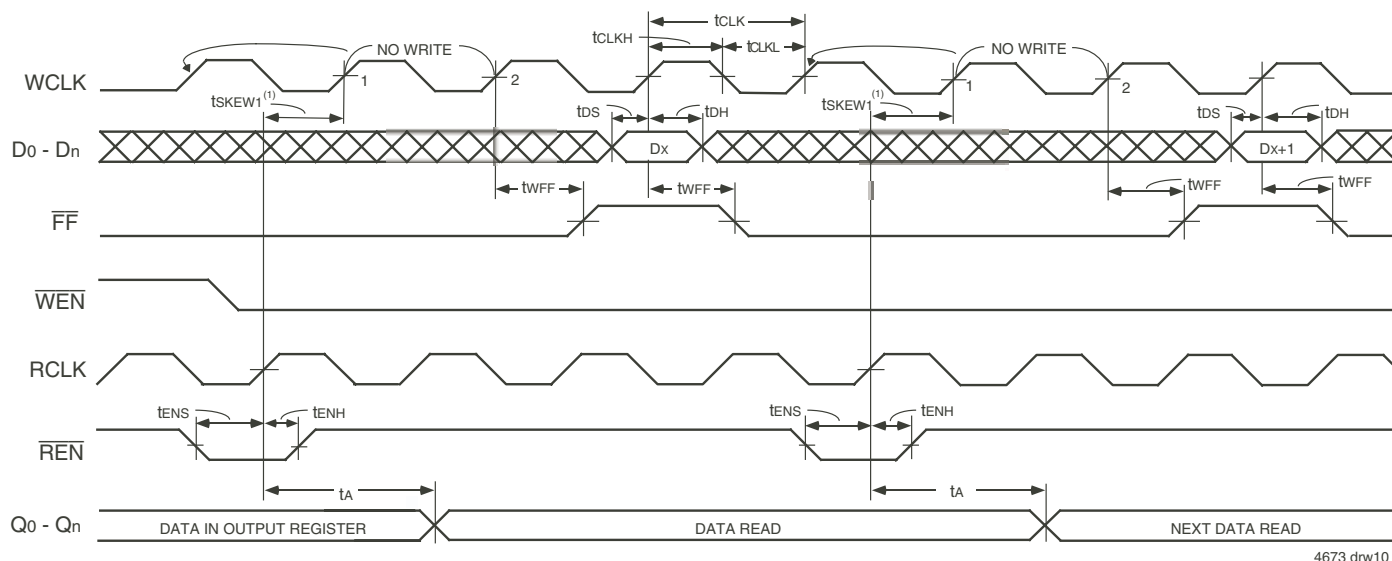 tCLK
tCLKH
tCLKL
NO WRITE
NO WRITE
WCLK
1
2
1
2
tSKEW1(1)
tSKEW1(1)
tDS
tDH
tDS
tDH
D0 - Dn
DX
DX+1
tWFF
tWFF
tWFF
tWFF
FF
WEN
RCLK
tENS
tENH
tENS
tENH
REN
tA
tA
Q0 - Qn
DATA IN OUTPUT REGISTER
DATA READ
NEXT DATA READ
4673 drw10